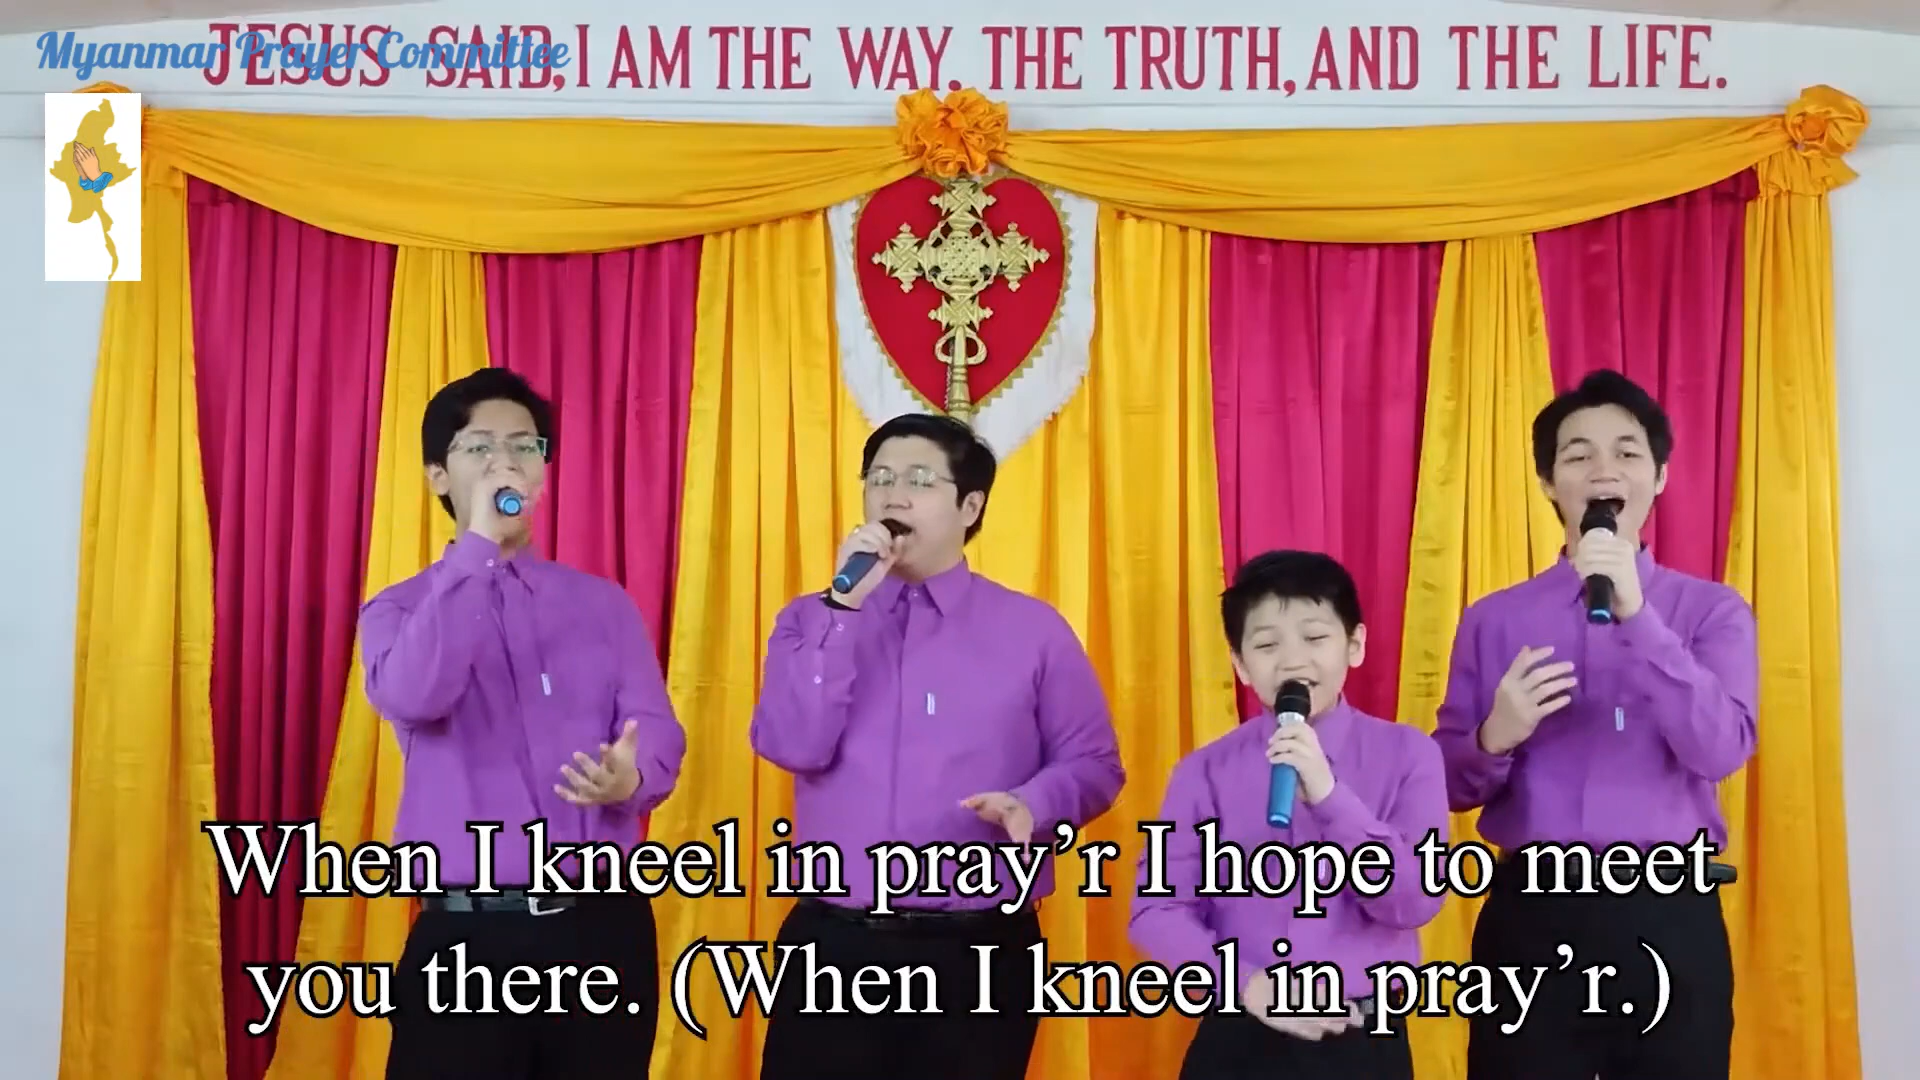 Myanmar Prayer Committee
JESUS SAID, I AM THE WAY. THE TRUTH, AND THE LIFE.
When I kneel in pray’r I hope to meet
you there. (When I kneel in pray’r.)